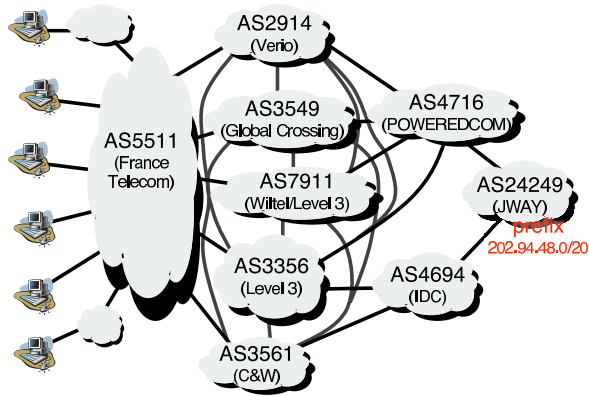 AS2914
(Verio)
AS3549
(Global Crossing)
AS4716
(POWEREDCOM)
AS5511
(France
Telecom)
AS7911
(Wiltel/Level 3)
AS24249
(JWAY)
prefix
202.94.48.0/20
AS3356
(Level 3)
AS4694
(IDC)
AS3561
(C&W)